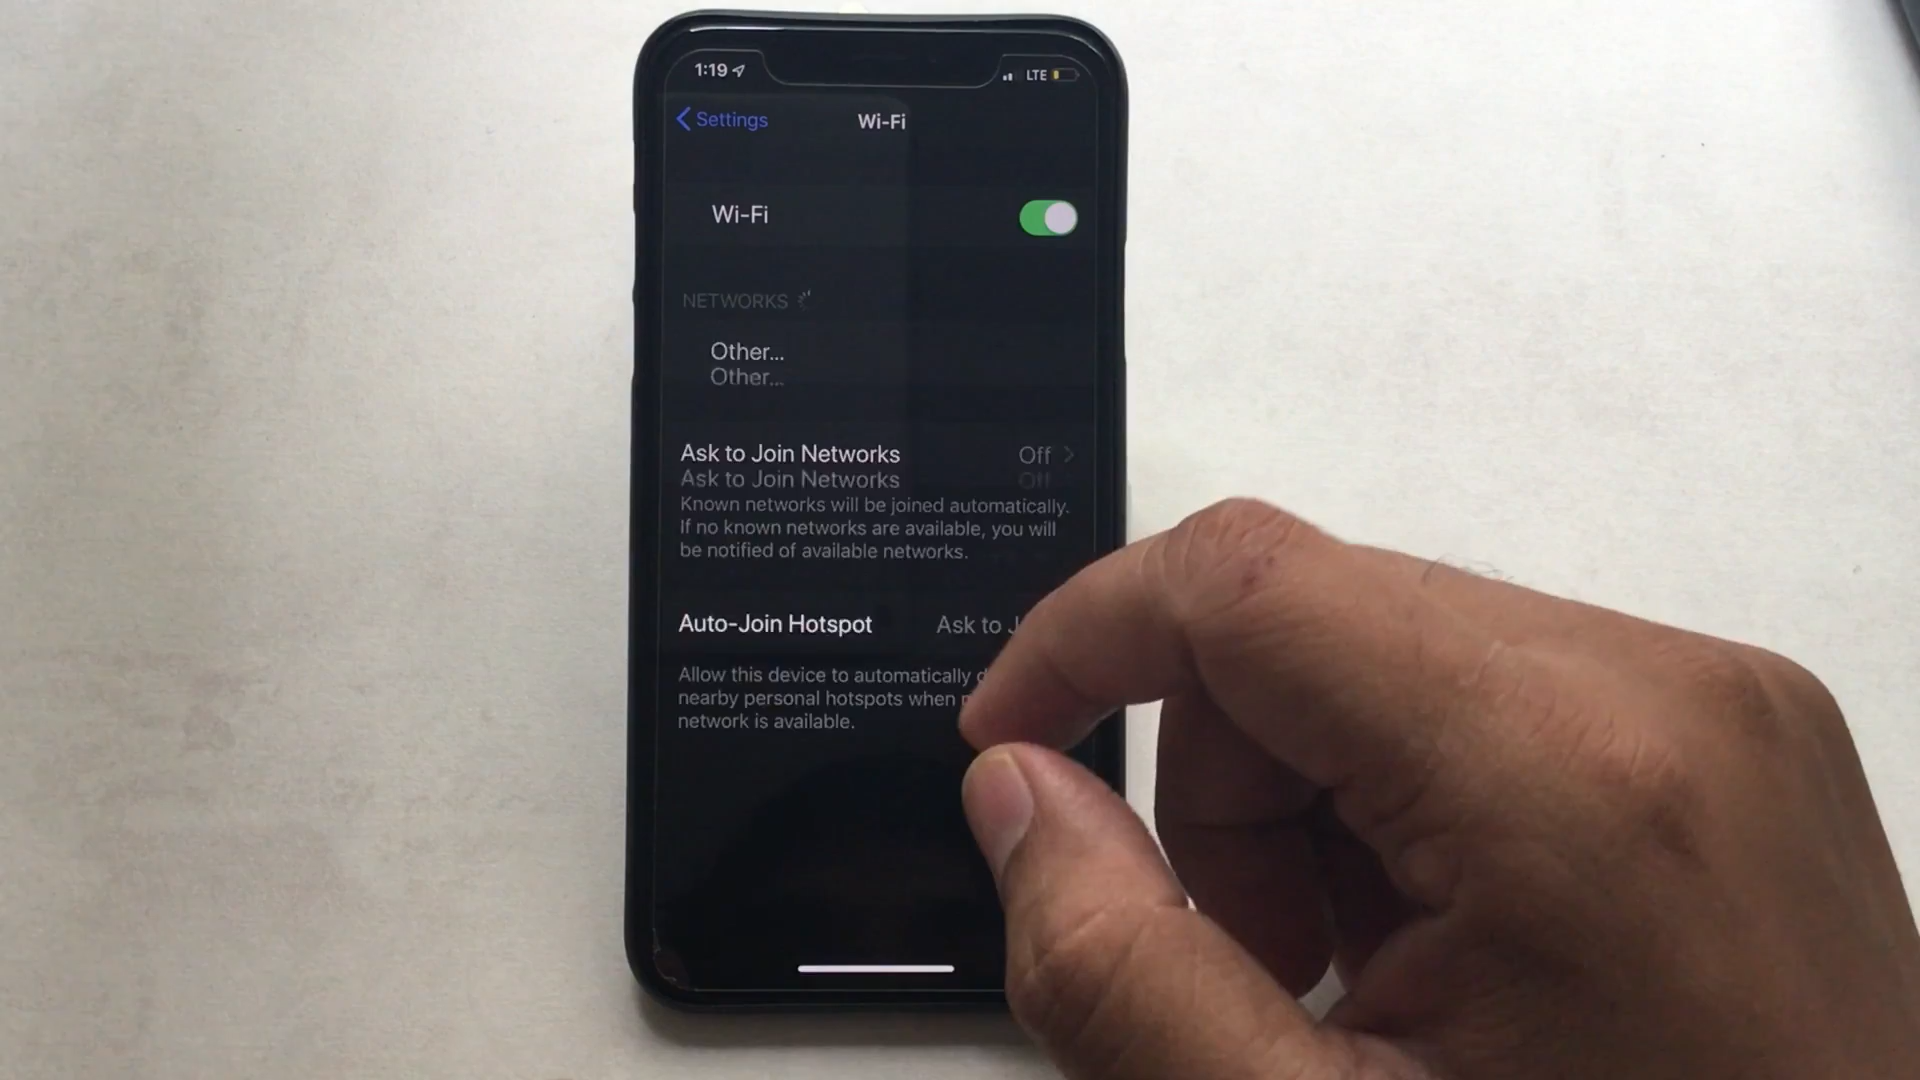 1:19
LTE
Settings
Wi-Fi
Wi-Fi
NETWORKS
Other...
Other...
Ask to Join Networks Off
Ask to Join Networks Off
Known networks will be joined automatically.
If no known networks are available, you will
be notified of available networks.
Auto-Join Hotspot Ask to
Allow this device to automatically
nearby personal hotspots when
network is available.